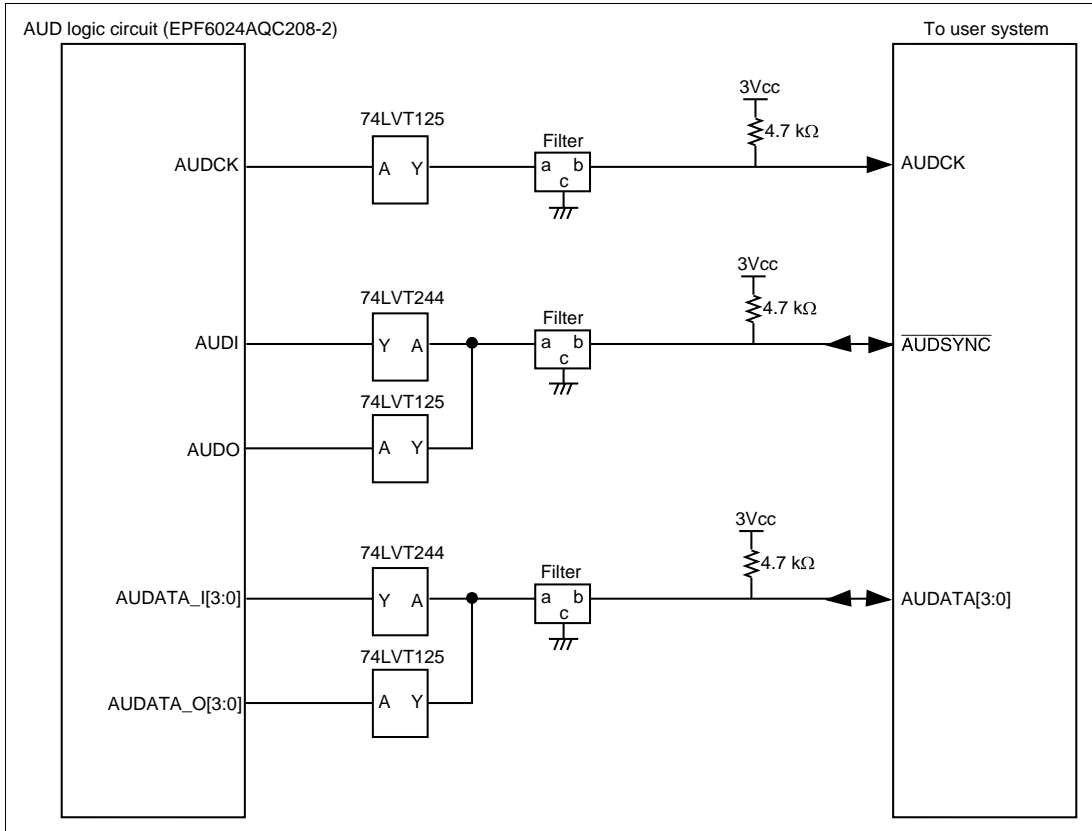 AUD logic circuit (EPF6024AQC208-2)
To user system
3Vcc
4.7 kΩ
74LVT125
Filter
AUDCK
A Y
a b
c
AUDCK
3Vcc
4.7 kΩ
74LVT244
Filter
AUDI
Y A
a b
c
AUDSYNC
74LVT125
AUDO
A Y
3Vcc
4.7 kΩ
74LVT244
Filter
AUDATA_I[3:0]
Y A
a b
c
AUDATA[3:0]
74LVT125
AUDATA_O[3:0]
A Y